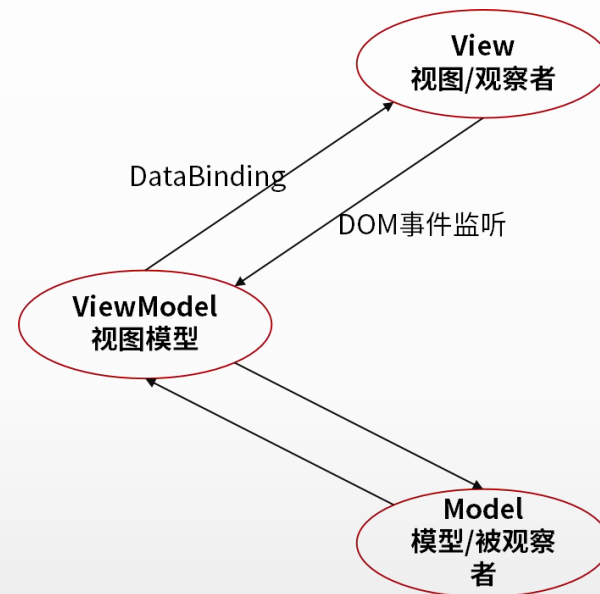 View
视图/观察者
DataBinding
DOM事件监听
ViewModel
视图模型
Model
模型/被观察
者